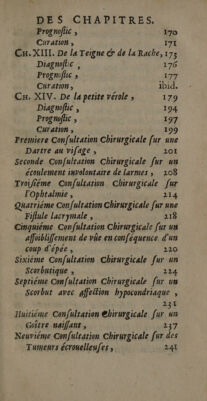 DES CHAPITRES.
Prognoſtic, 170
Curation, 171
CH. XIII. De la Teigne & de la Rache, 173
Diagnoſtic, 176
Prognoſtic, 177
Curation, ibid.
CH. XIV. De la petite vérole, 179
Diagnoſtic, 194
Prognoſtic, 197
Curation, 199
Premiere Conſultation Chirurgicale ſur une
Dartre au viſage, 201
Seconde Conſultation Chirurgicale ſur un
écoulement involontaire de larmes, 208
Troiſiéme Conſultation Chirurgicale ſur
l'Ophtalmie, 214
Quatriéme Conſultation Chirurgicale ſur une
Fiſtule lacrymale, 218
Cinquiéme Conſultation Chirurgicale ſur un
affoibliſſement de vûe en conſéquence d'un
coup d'épée, 220
Sixiéme Conſultation Chirurgicale ſur un
Scorbutique, 224
Septiéme Conſultation Chirurgicale ſur un
Scorbut avec affection hypocondriaque,
231
Huitiéme Conſultation Chirurgicale ſur un
Goître naiſſant, 237
Neuviéme Conſultation Chirurgicale ſur des
Tumeurs écrouelleuſes, 241